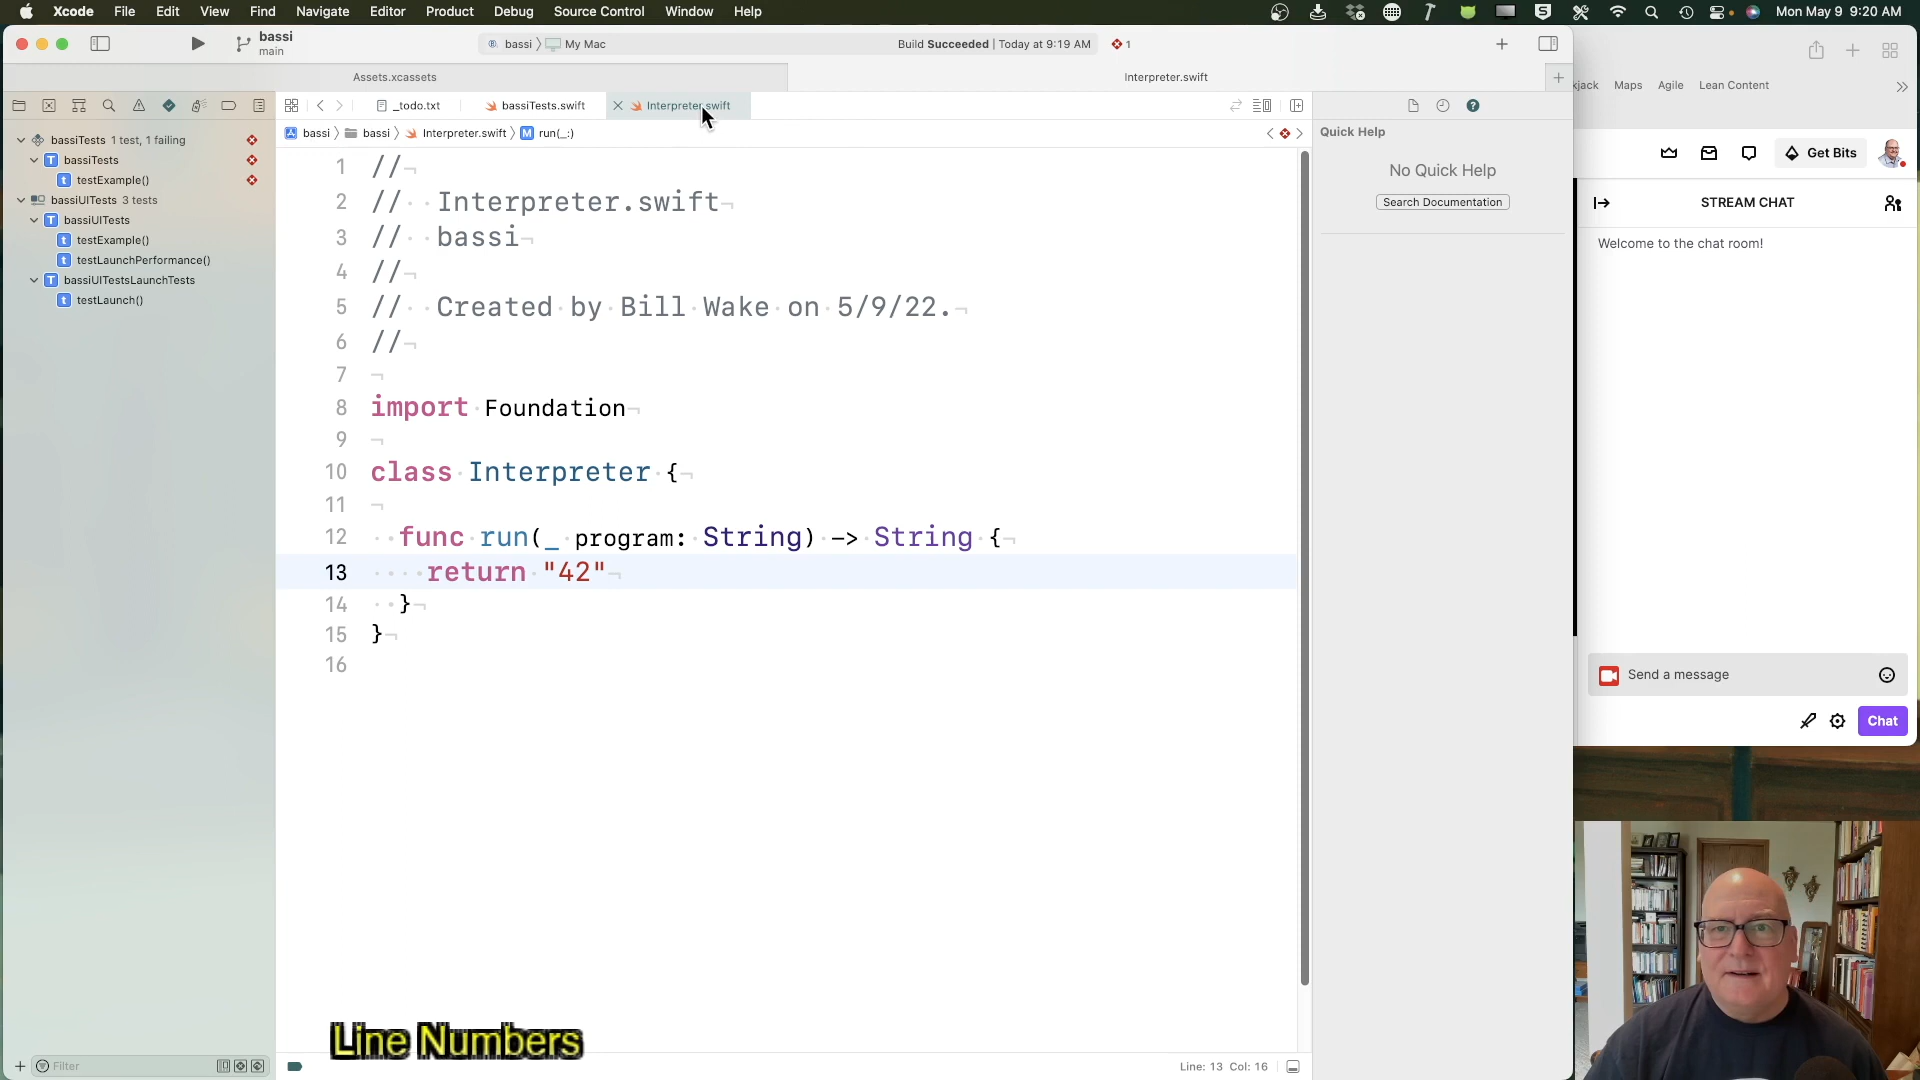 Xcode File Edit View Find Navigate Editor Product Debug Source Control Window Help
Mon May 9 9:20 AM
bassi
main
bassi My Mac
Build Succeeded | Today at 9:19 AM
1
Assets.xcassets
Interpreter.swift
_todo.txt
bassiTests.swift
Interpreter.swift
bassi bassi Interpreter.swift M run(_:)
bassiTests 1 test, 1 failing
T bassiTests
t testExample()
bassiUITests 3 tests
T bassiUITests
t testExample()
t testLaunchPerformance()
T bassiUITestsLaunchTests
t testLaunch()
1 //
2 // Interpreter.swift
3 // bassi
4 //
5 // Created by Bill Wake on 5/9/22.
6 //
7
8 import Foundation
9
10 class Interpreter {
11
12 func run(_ program: String) -> String {
13 return "42"
14 }
15 }
16
Line Numbers
Filter
Line: 13 Col: 16
Quick Help
No Quick Help
Search Documentation
kjack Maps Agile Lean Content
Get Bits
STREAM CHAT
Welcome to the chat room!
Send a message
Chat